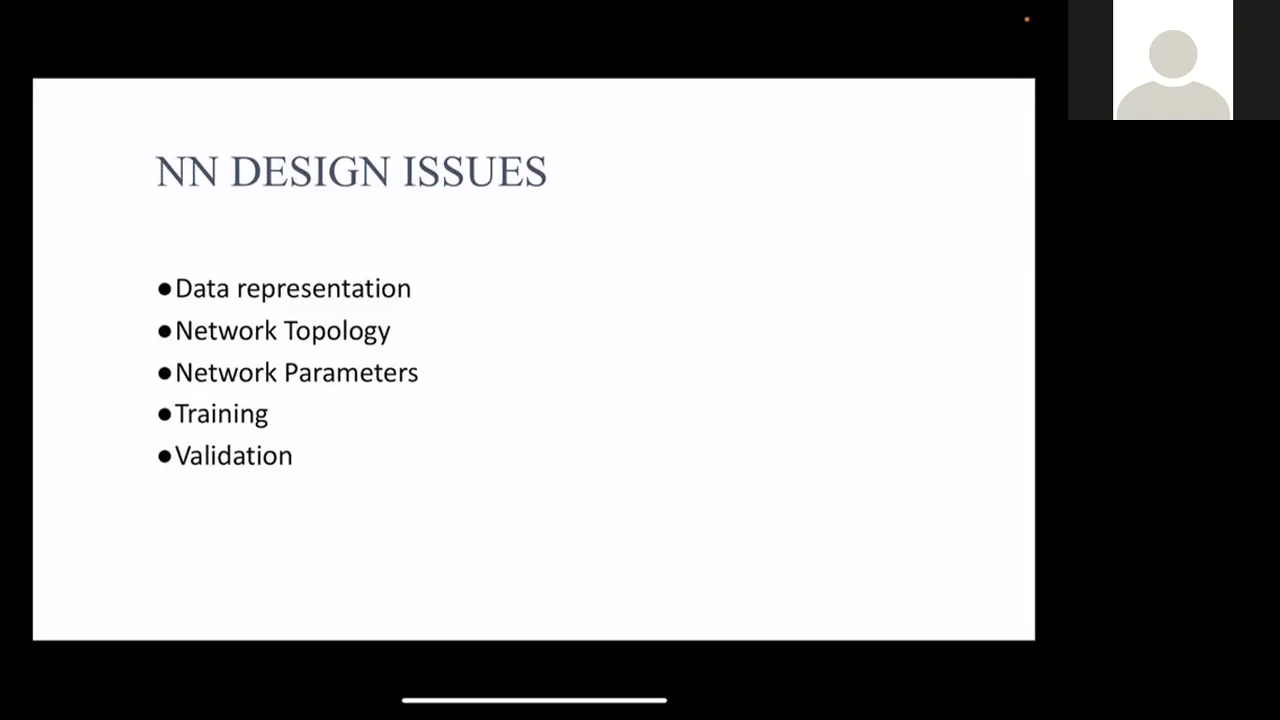 NN DESIGN ISSUES
●Data representation
●Network Topology
●Network Parameters
●Training
●Validation